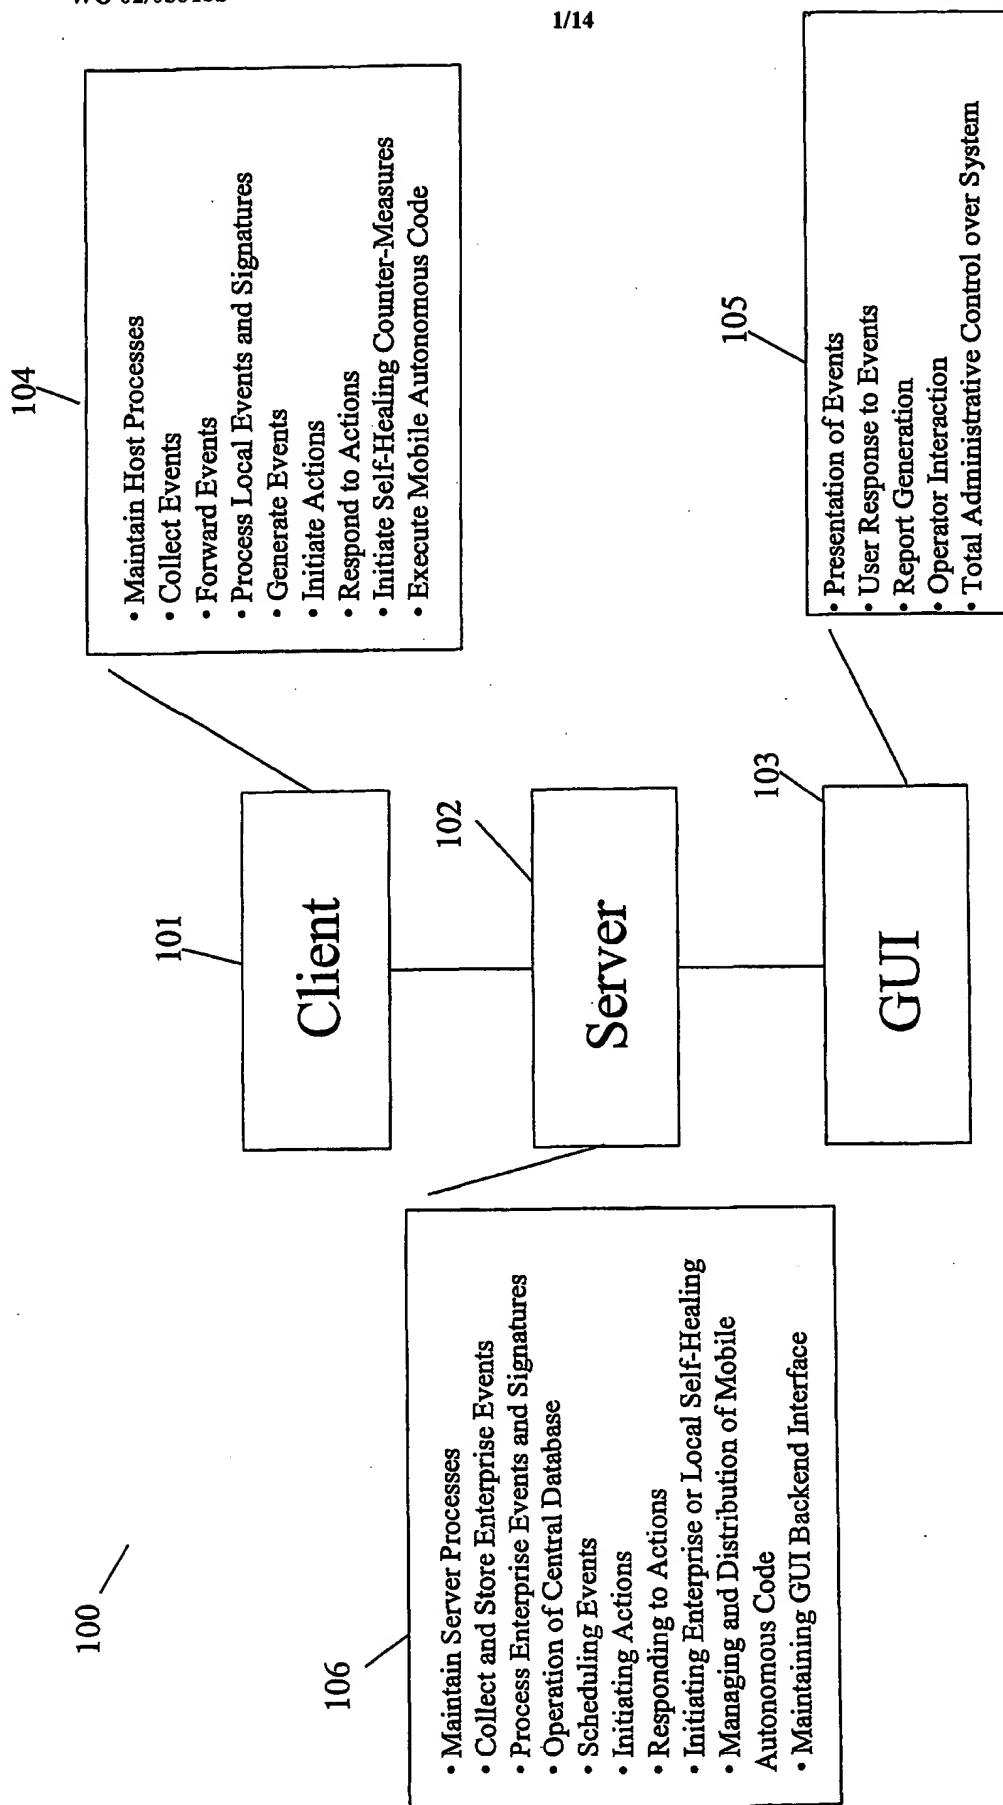 1/14
104
• Maintain Host Processes
• Collect Events
• Forward Events
• Process Local Events and Signatures
• Generate Events
• Initiate Actions
• Respond to Actions
• Initiate Self-Healing Counter-Measures
• Execute Mobile Autonomous Code
105
• Presentation of Events
• User Response to Events
• Report Generation
• Operator Interaction
• Total Administrative Control over System
101
Client
102
Server
103
GUI
100
106
• Maintain Server Processes
• Collect and Store Enterprise Events
• Process Enterprise Events and Signatures
• Operation of Central Database
• Scheduling Events
• Initiating Actions
• Responding to Actions
• Initiating Enterprise or Local Self-Healing
• Managing and Distribution of Mobile
Autonomous Code
• Maintaining GUI Backend Interface